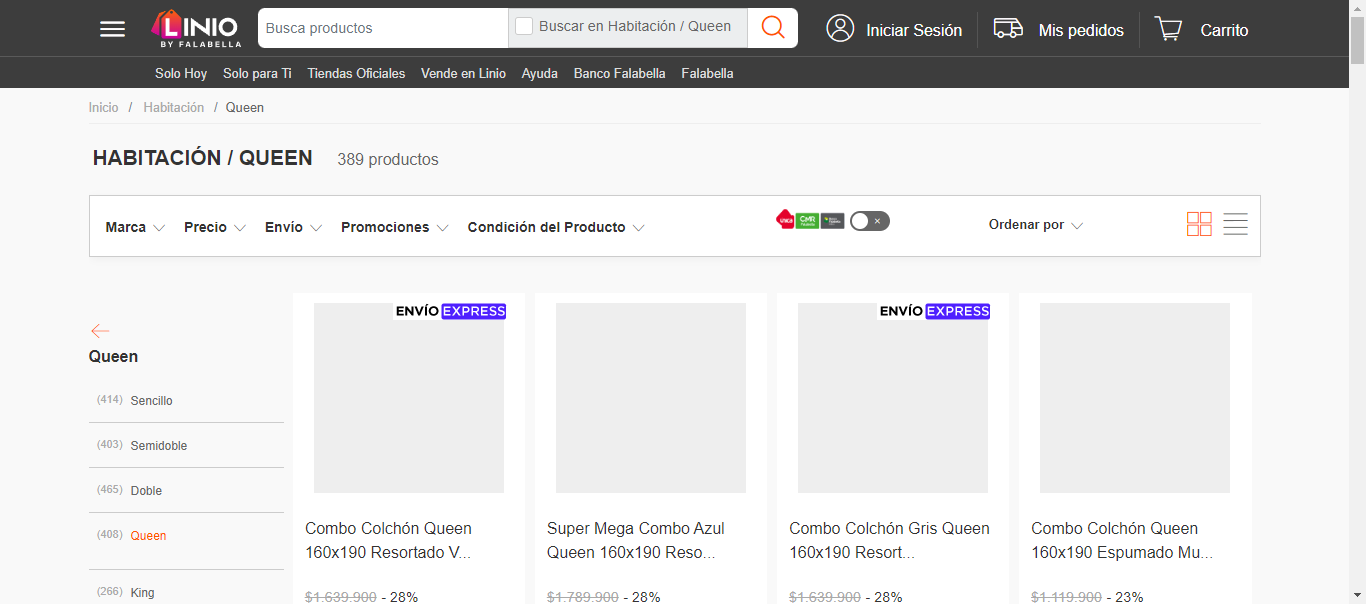 LINIO
BY FALABELLA
Busca productos
Buscar en Habitación / Queen
Iniciar Sesión
Mis pedidos
Carrito
Solo Hoy
Solo para Ti
Tiendas Oficiales
Vende en Linio
Ayuda
Banco Falabella
Falabella
Inicio / Habitación / Queen
HABITACIÓN / QUEEN
389 productos
Marca
Precio
Envío
Promociones
Condición del Producto
CMR
Ordenar por
Queen
(414) Sencillo
(403) Semidoble
(465) Doble
(408) Queen
(266) King
ENVÍO EXPRESS
Combo Colchón Queen
160x190 Resortado V...
$1.639.900 - 28%
Super Mega Combo Azul
Queen 160x190 Reso...
$1.789.900 - 28%
ENVÍO EXPRESS
Combo Colchón Gris Queen
160x190 Resort...
$1.639.900 - 28%
Combo Colchón Queen
160x190 Espumado Mu...
$1.119.900 - 23%